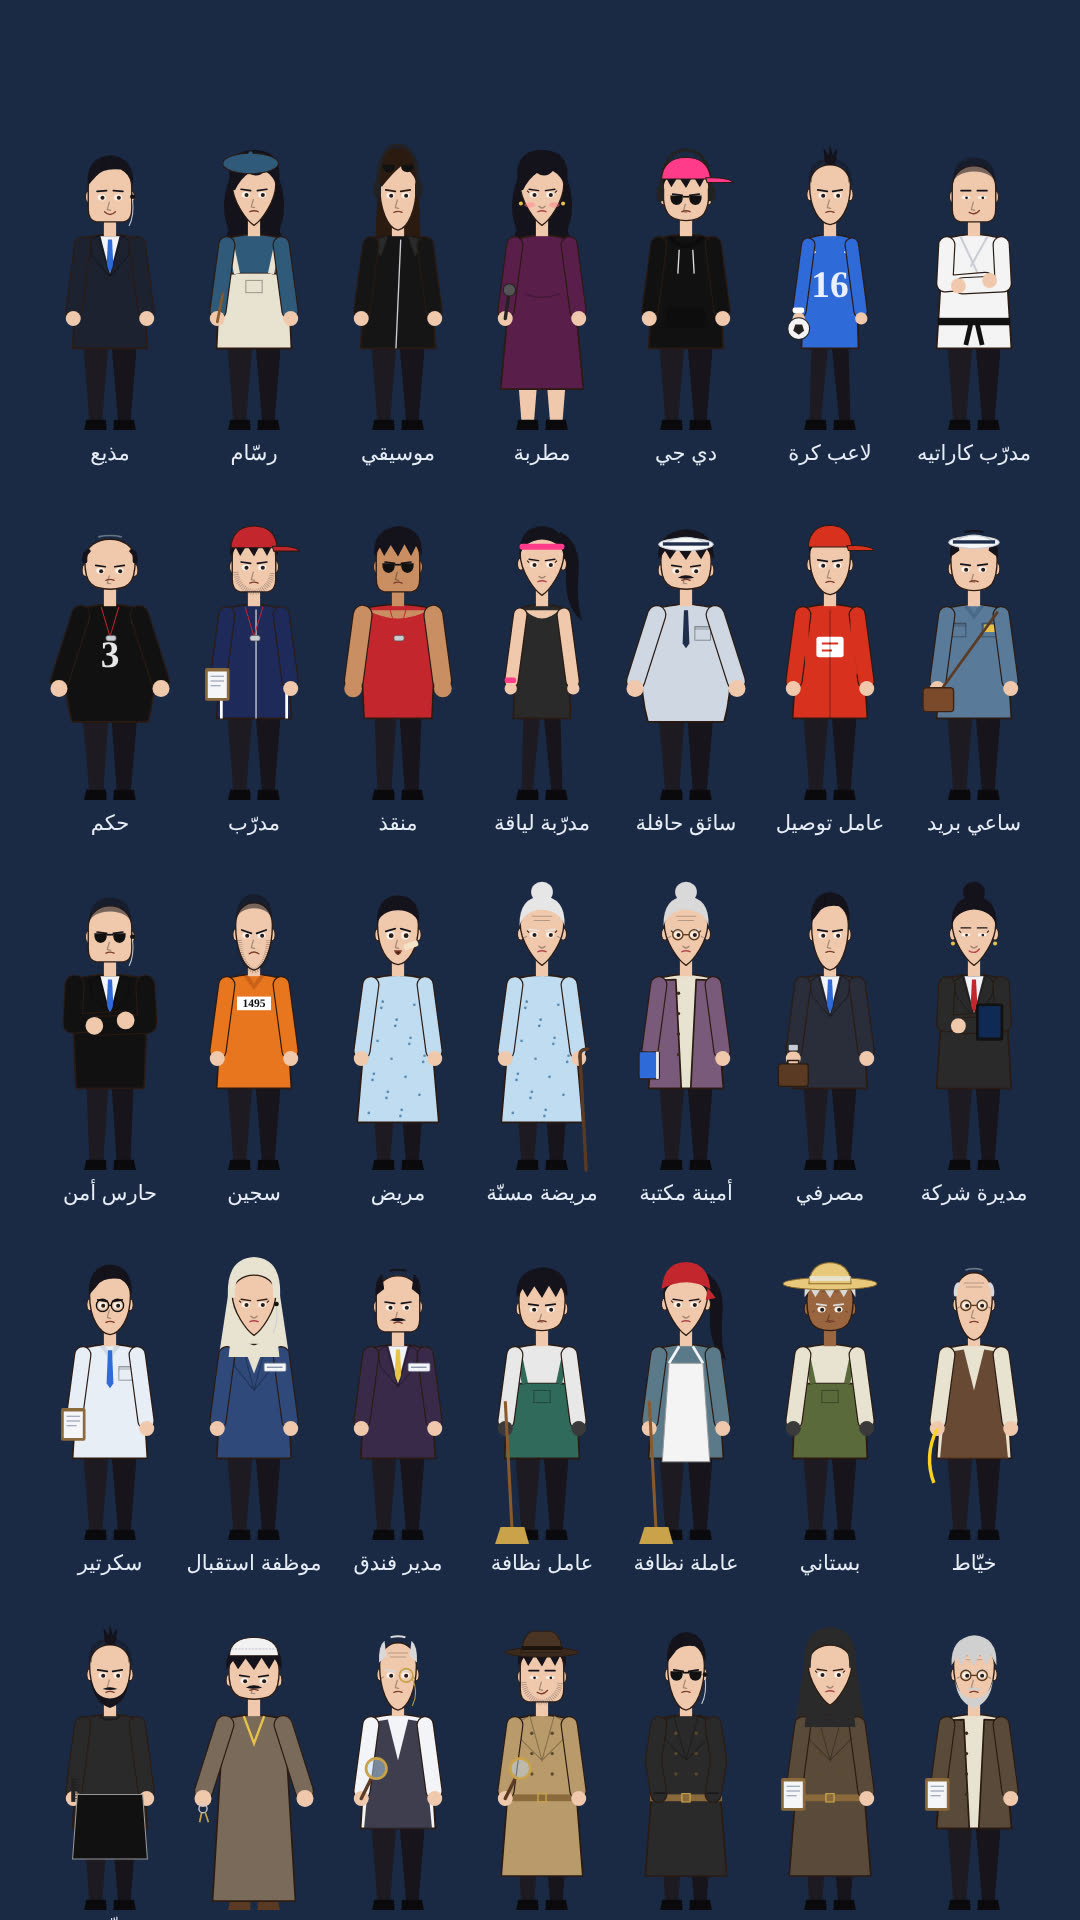 مذيع
رسّام
موسيقي
مطربة
دي جي
لاعب كرة
مدرّب كاراتيه
16
حكم
مدرّب
منقذ
مدرّبة لياقة
سائق حافلة
عامل توصيل
ساعي بريد
3
حارس أمن
سجين
مريض
مريضة مسنّة
أمينة مكتبة
مصرفي
مديرة شركة
1495
سكرتير
موظفة استقبال
مدير فندق
عامل نظافة
عاملة نظافة
بستاني
خيّاط